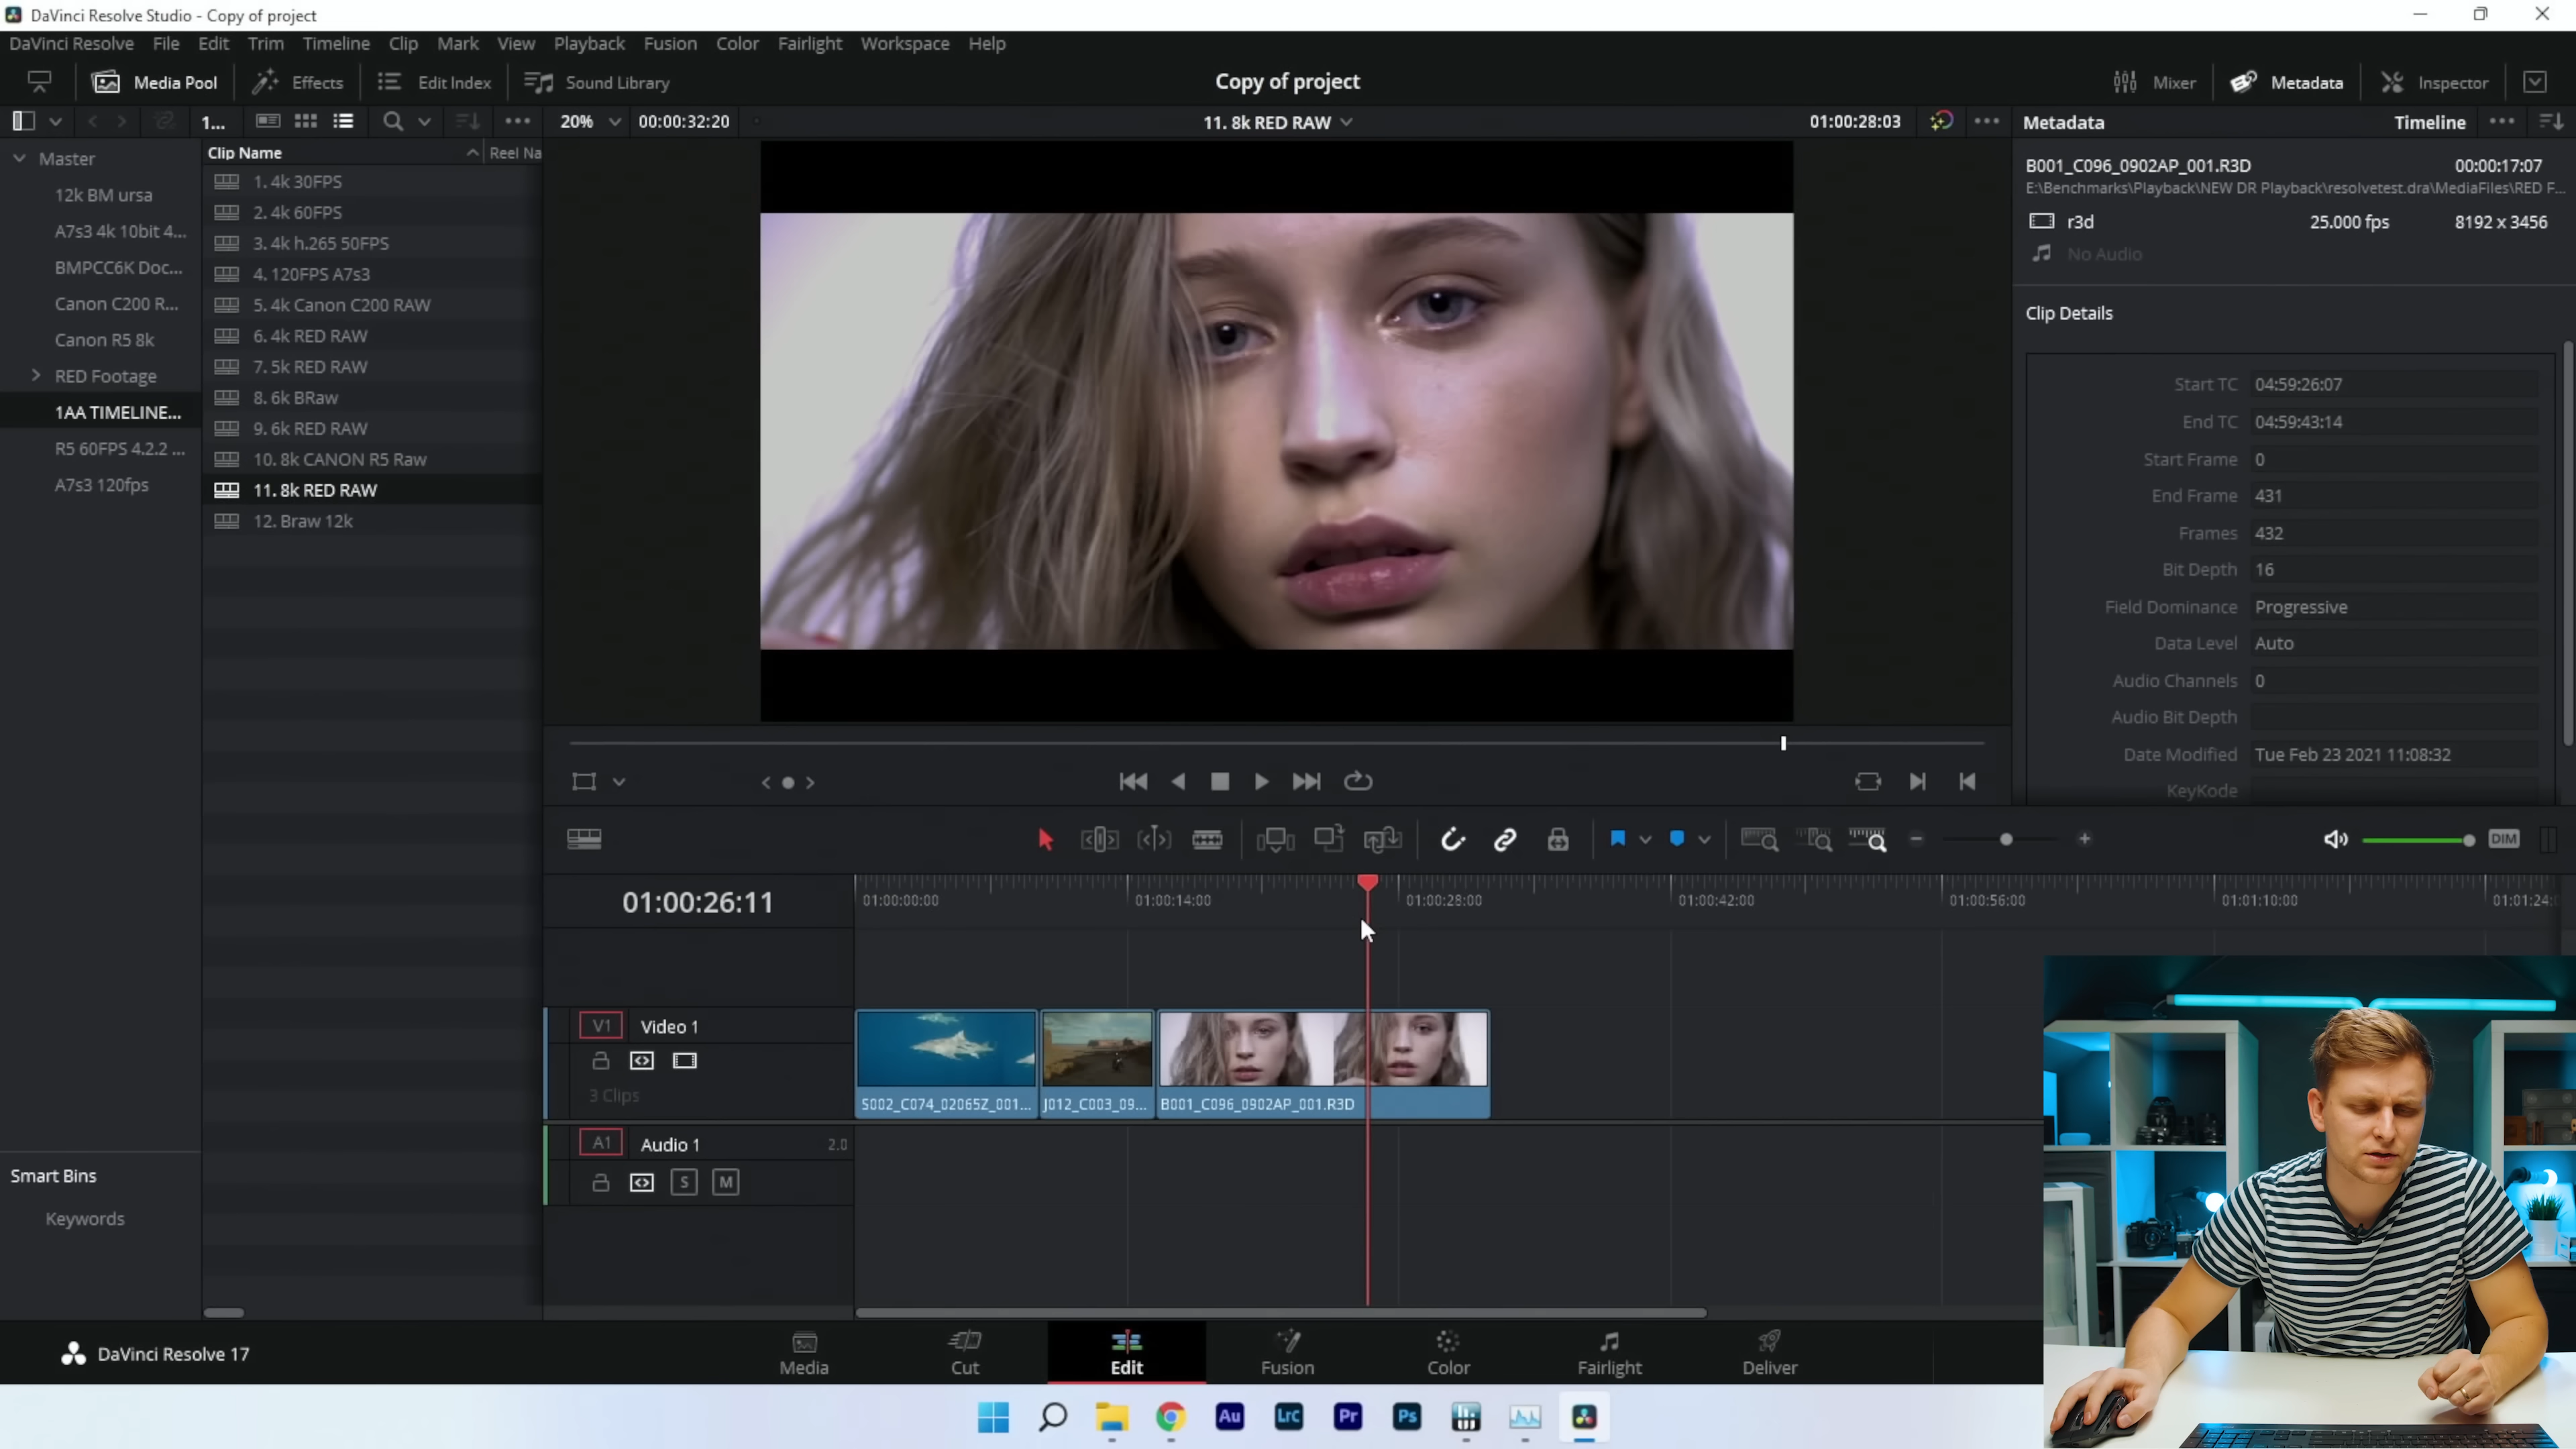 DaVinci Resolve Studio - Copy of project
DaVinci Resolve File Edit Trim Timeline Clip Mark View Playback Fusion Color Fairlight Workspace Help
Media Pool Effects Edit Index Sound Library Copy of project Mixer Metadata Inspector
1... 20% 00:00:32:20 11. 8k RED RAW 01:00:28:03 Metadata Timeline
Master
12k BM ursa
A7s3 4k 10bit 4...
BMPCC6K Doc...
Canon C200 R...
Canon R5 8k
RED Footage
1AA TIMELINE...
R5 60FPS 4.2.2 ...
A7s3 120fps
Smart Bins
Keywords
Clip Name Reel Na
1. 4k 30FPS
2. 4k 60FPS
3. 4k h.265 50FPS
4. 120FPS A7s3
5. 4k Canon C200 RAW
6. 4k RED RAW
7. 5k RED RAW
8. 6k BRaw
9. 6k RED RAW
10. 8k CANON R5 Raw
11. 8k RED RAW
12. Braw 12k
B001_C096_0902AP_001.R3D 00:00:17:07
E:\Benchmarks\Playback\NEW DR Playback\resolvetest.dra\MediaFiles\RED F...
r3d 25.000 fps 8192 x 3456
No Audio
Clip Details
Start TC 04:59:26:07
End TC 04:59:43:14
Start Frame 0
End Frame 431
Frames 432
Bit Depth 16
Field Dominance Progressive
Data Level Auto
Audio Channels 0
Audio Bit Depth
Date Modified Tue Feb 23 2021 11:08:32
KeyKode
DIM
01:00:26:11 01:00:00:00 01:00:14:00 01:00:28:00 01:00:42:00 01:00:56:00 01:01:10:00 01:01:24:
V1 Video 1
3 Clips
S002_C074_02065Z_001... J012_C003_09... B001_C096_0902AP_001.R3D
A1 Audio 1 2.0
S M
DaVinci Resolve 17 Media Cut Edit Fusion Color Fairlight Deliver
Au Lrc Pr Ps